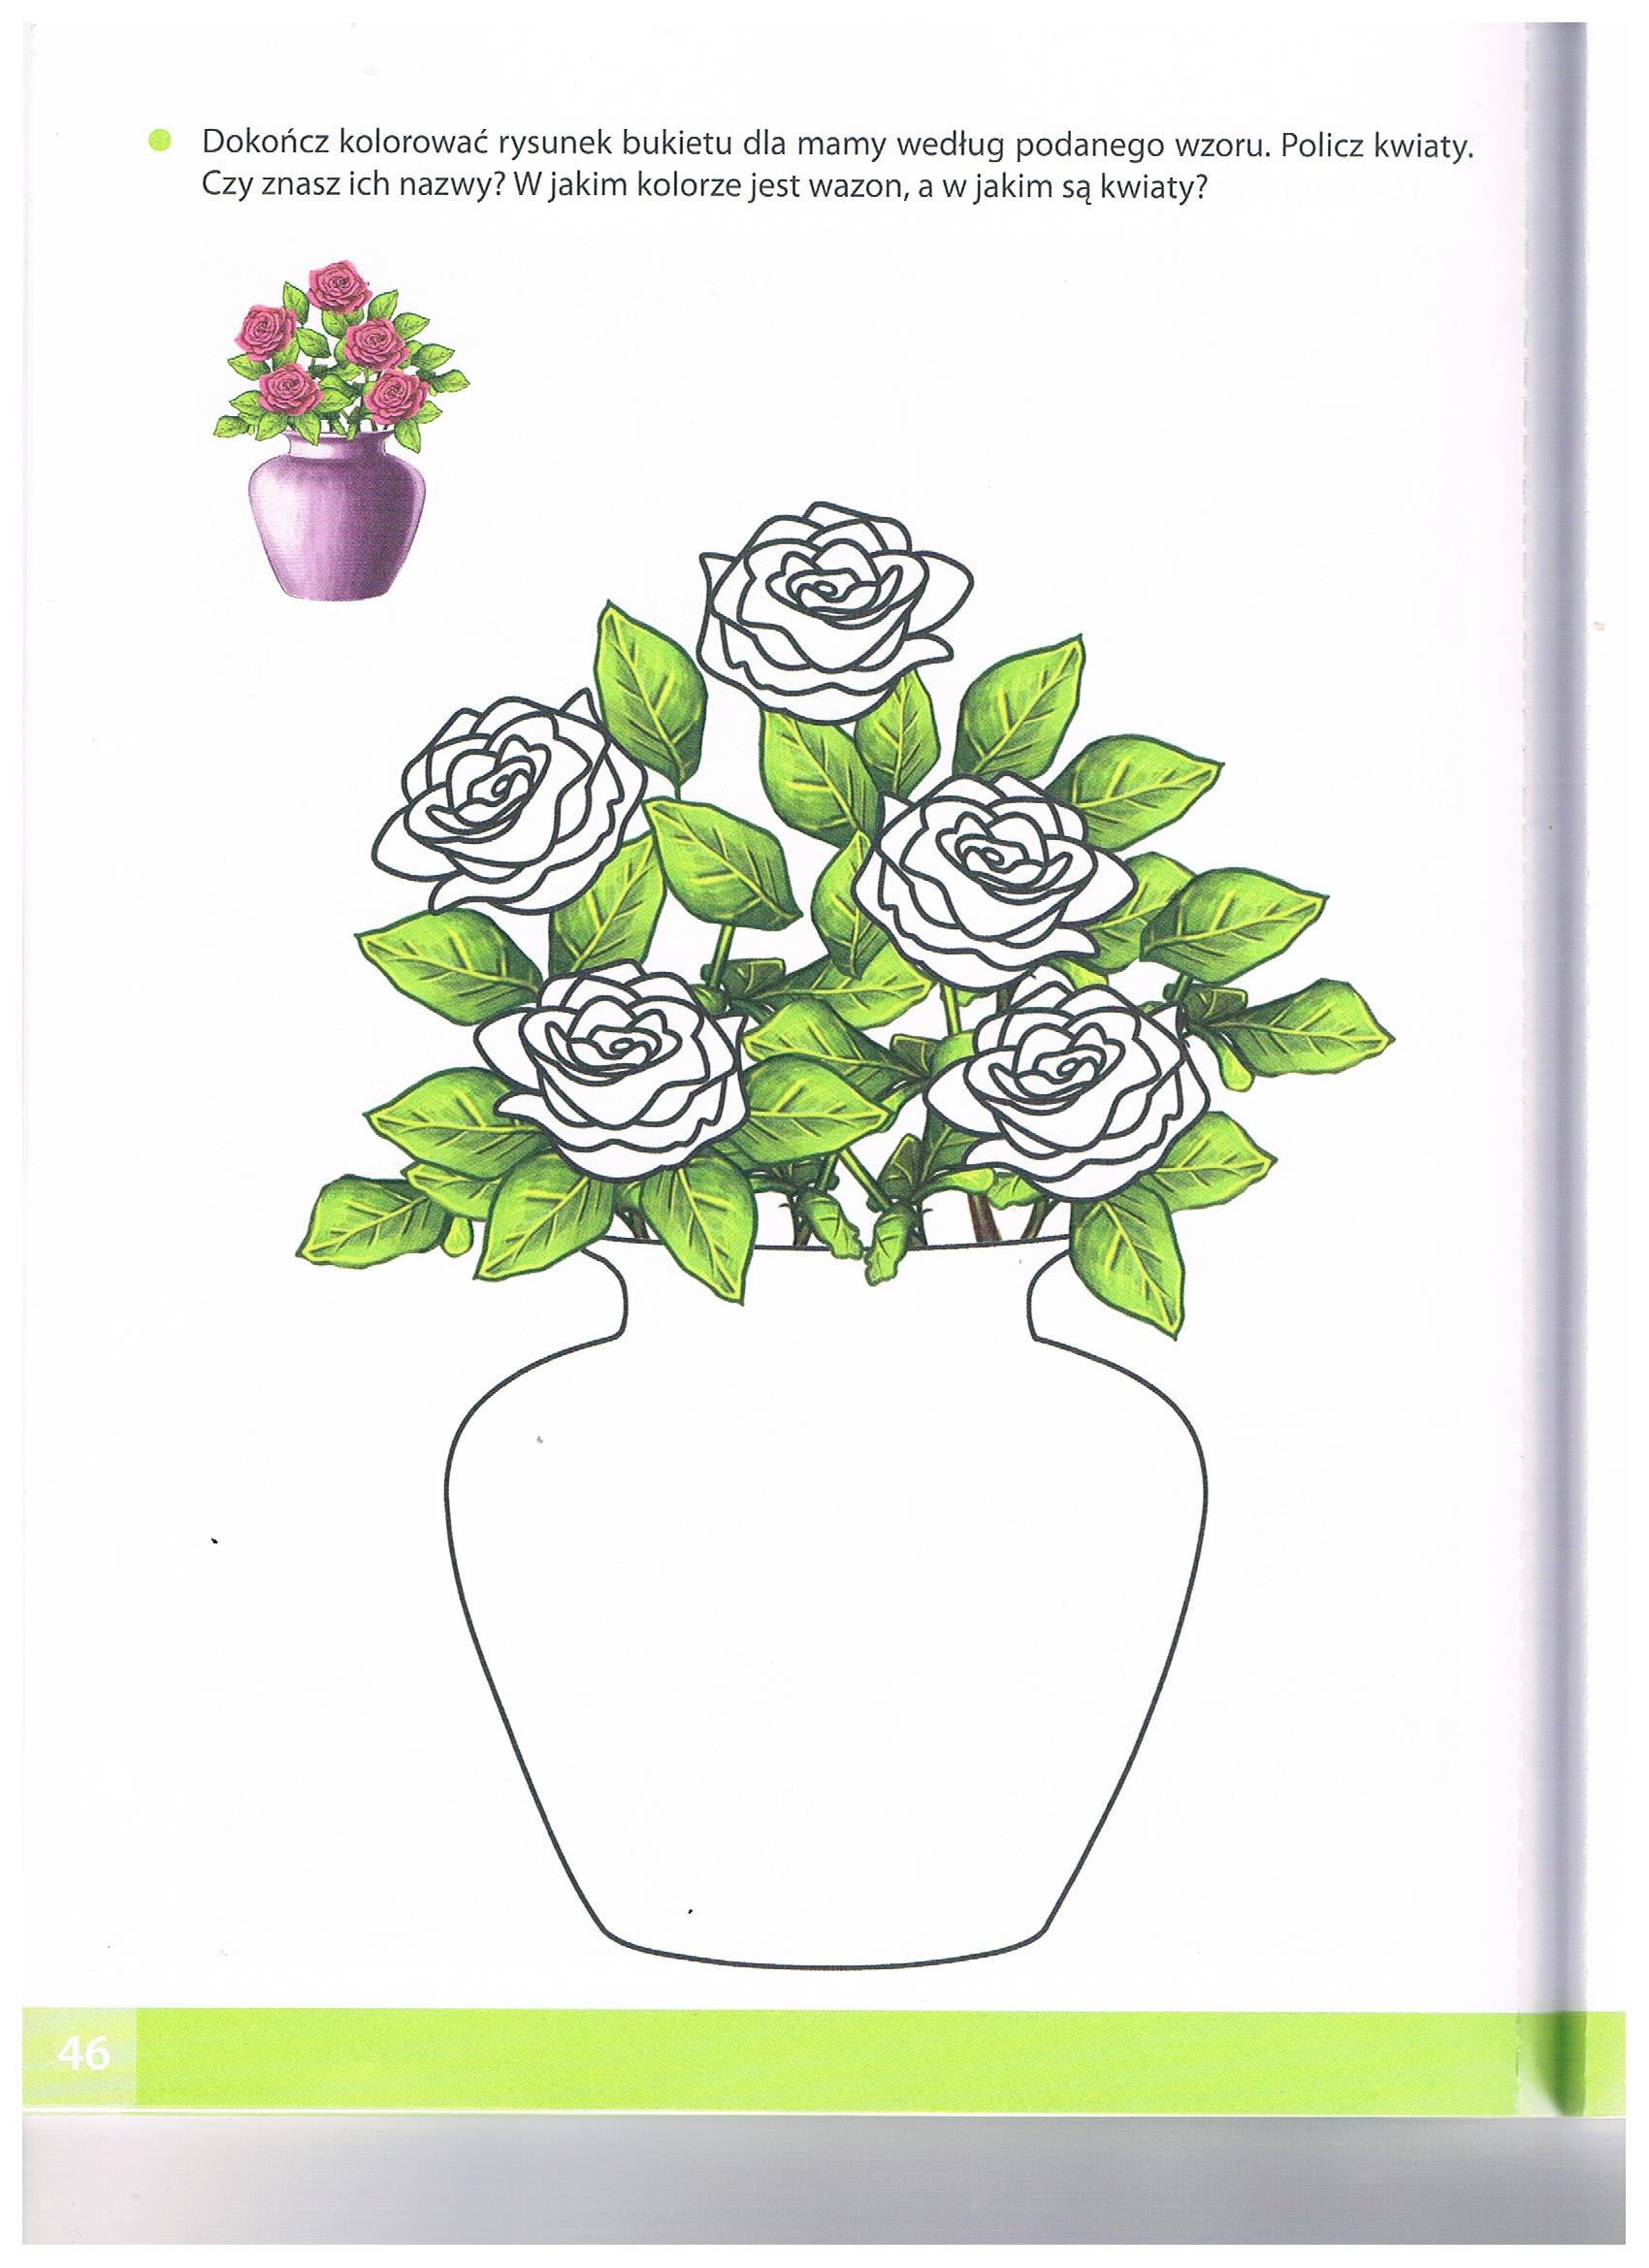 Dokończ kolorować rysunek bukietu dla mamy według podanego wzoru. Policz kwiaty.
Czy znasz ich nazwy? W jakim kolorze jest wazon, a w jakim są kwiaty?
46